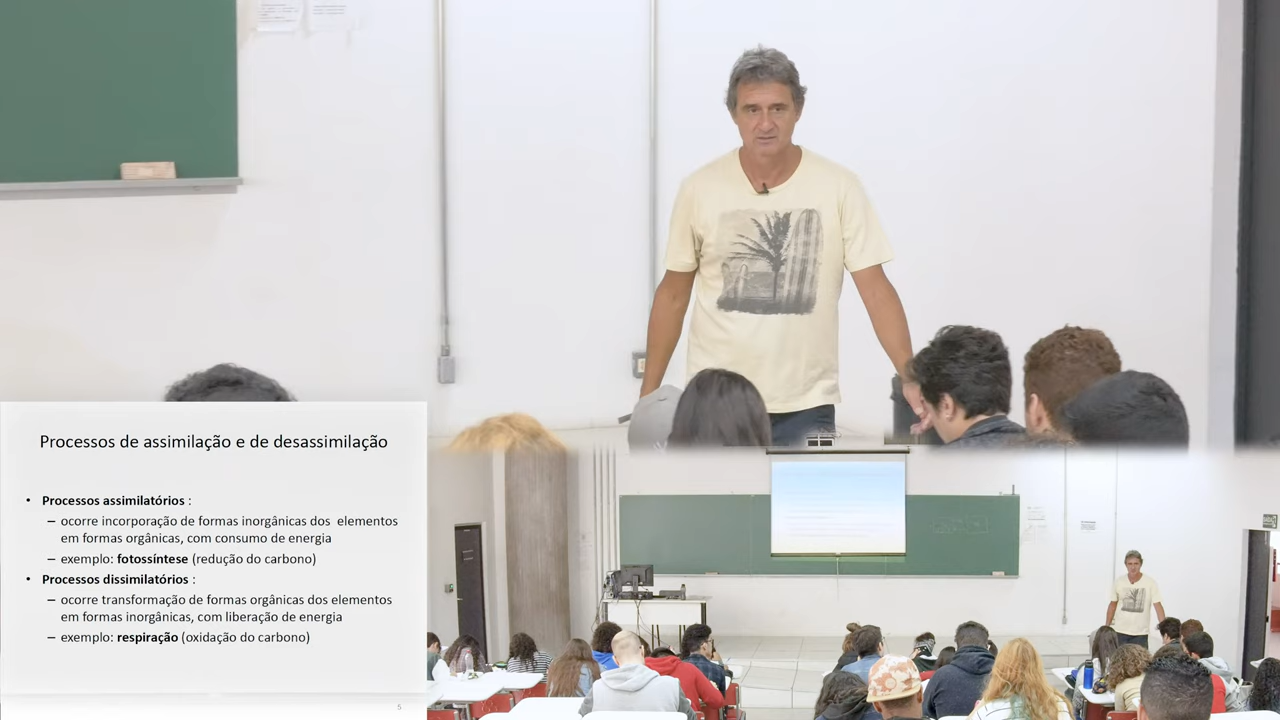 Processos de assimilação e de desassimilação
• Processos assimilatórios :
– ocorre incorporação de formas inorgânicas dos elementos
em formas orgânicas, com consumo de energia
– exemplo: fotossíntese (redução do carbono)
• Processos dissimilatórios :
– ocorre transformação de formas orgânicas dos elementos
em formas inorgânicas, com liberação de energia
– exemplo: respiração (oxidação do carbono)
5